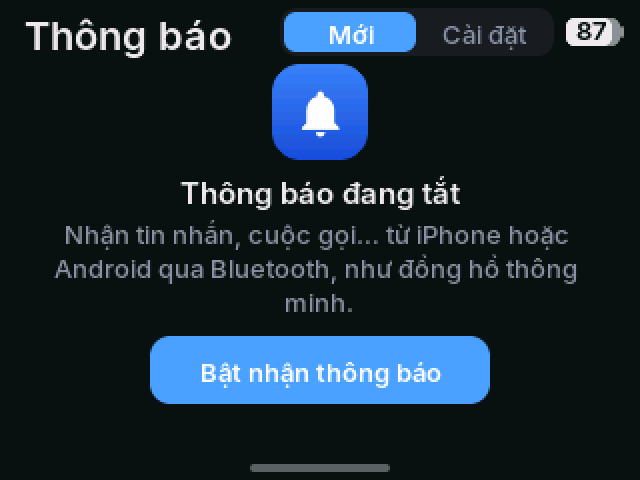 Thông báo
Mới
Cài đặt
87
Thông báo đang tắt
Nhận tin nhắn, cuộc gọi... từ iPhone hoặc
Android qua Bluetooth, như đồng hồ thông
minh.
Bật nhận thông báo